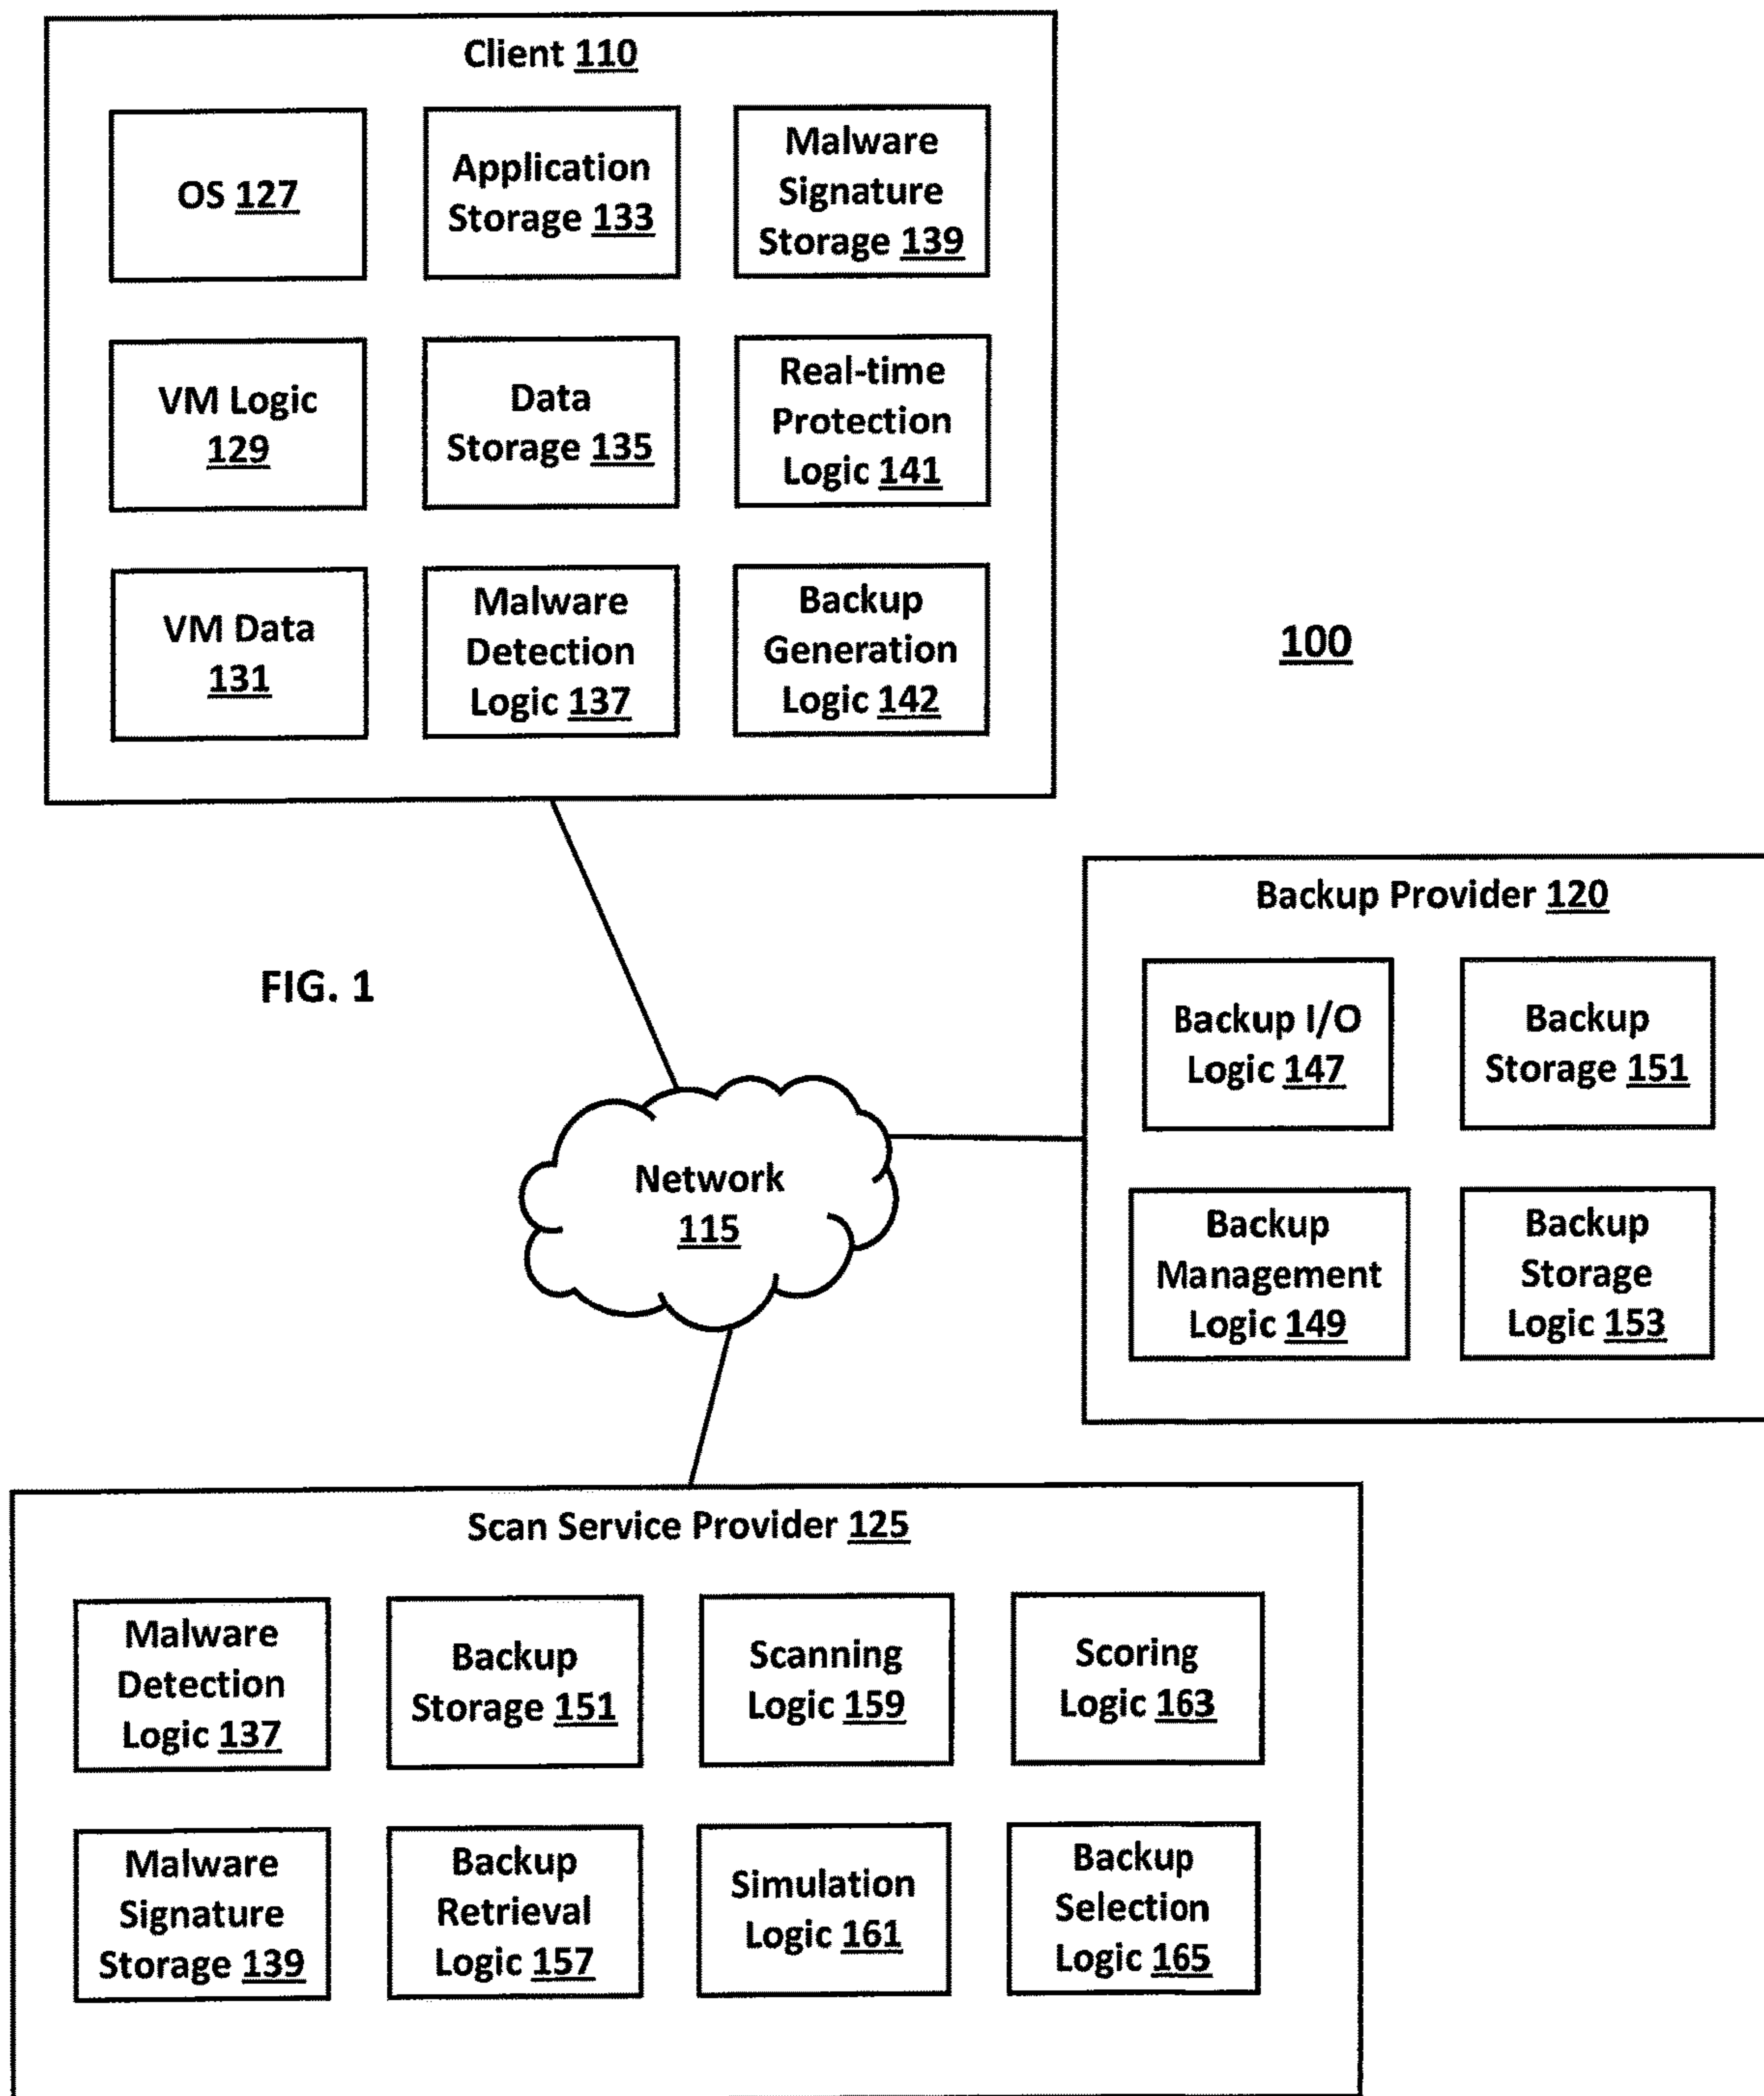 Client 110
OS 127
Application
Storage 133
Malware
Signature
Storage 139
VM Logic
129
Data
Storage 135
Real-time
Protection
Logic 141
VM Data
131
Malware
Detection
Logic 137
Backup
Generation
Logic 142
100
Backup Provider 120
Backup I/O
Logic 147
Backup
Storage 151
Backup
Management
Logic 149
Backup
Storage
Logic 153
FIG. 1
Network
115
Scan Service Provider 125
Malware
Detection
Logic 137
Backup
Storage 151
Scanning
Logic 159
Scoring
Logic 163
Malware
Signature
Storage 139
Backup
Retrieval
Logic 157
Simulation
Logic 161
Backup
Selection
Logic 165